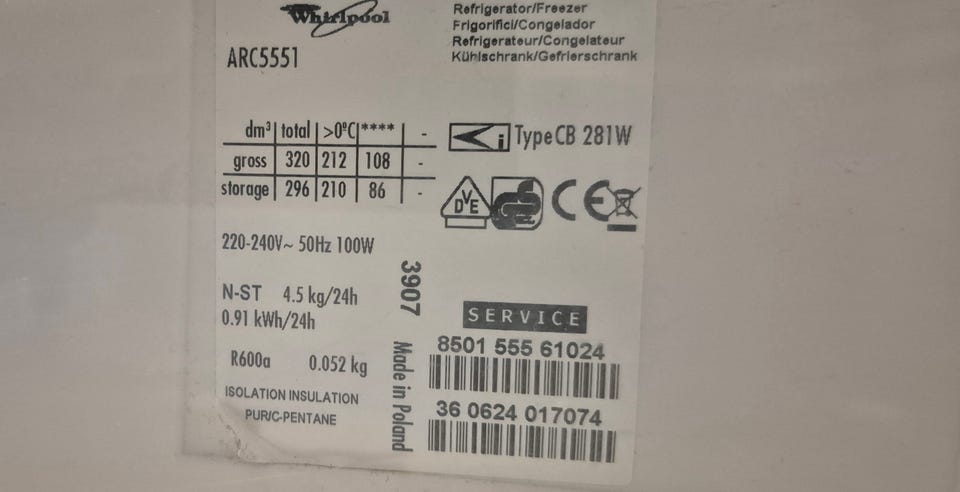 Whirlpool
Refrigerator/Freezer
Frigorifici/Congelador
Refrigerateur/Congelateur
Kühlschrank/Gefrierschrank
ARC5551
dm³ total >0°C **** -
gross 320 212 108 -
storage 296 210 86 -
i Type CB 281W
DVE
CE
220-240V~ 50Hz 100W
N-ST 4.5 kg/24h
0.91 kWh/24h
R600a 0.052 kg
ISOLATION INSULATION
PUR/C-PENTANE
3907
Made in Poland
SERVICE
8501 555 61024
36 0624 017074